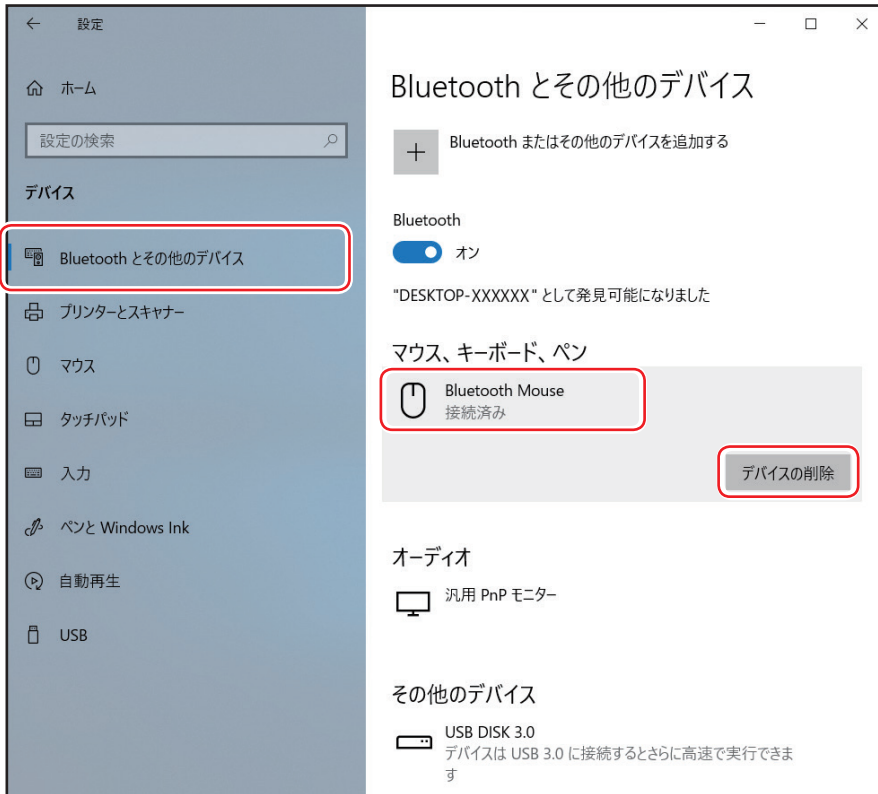 設定
ホーム
設定の検索
デバイス
Bluetooth とその他のデバイス
プリンターとスキャナー
マウス
タッチパッド
入力
ペンと Windows Ink
自動再生
USB
Bluetooth とその他のデバイス
Bluetooth またはその他のデバイスを追加する
Bluetooth
オン
"DESKTOP-XXXXXX" として発見可能になりました
マウス、キーボード、ペン
Bluetooth Mouse
接続済み
デバイスの削除
オーディオ
汎用 PnP モニター
その他のデバイス
USB DISK 3.0
デバイスは USB 3.0 に接続するとさらに高速で実行できま
す